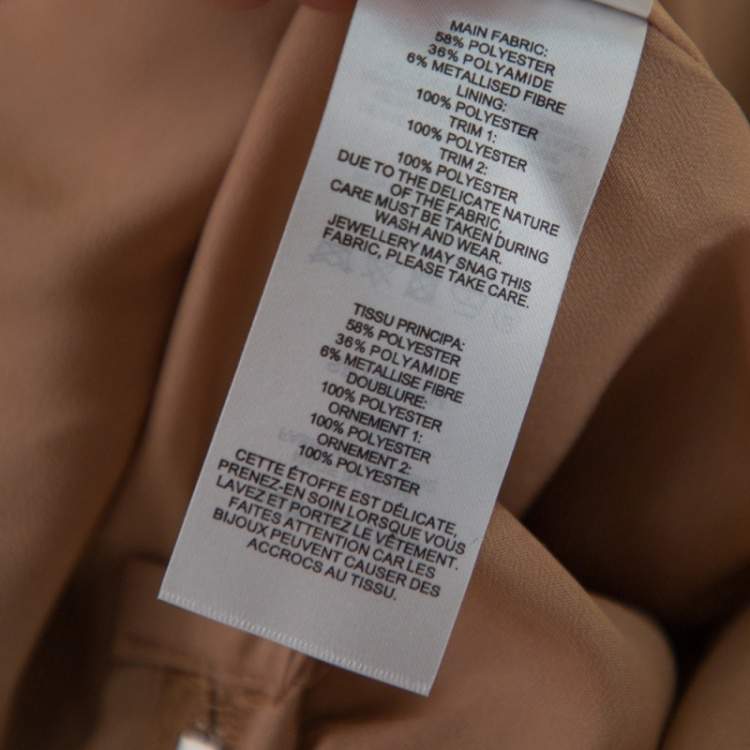 MAIN FABRIC:
58% POLYESTER
36% POLYAMIDE
6% METALLISED FIBRE
LINING:
100% POLYESTER
TRIM 1:
100% POLYESTER
TRIM 2:
100% POLYESTER
DUE TO THE DELICATE NATURE
OF THE FABRIC,
CARE MUST BE TAKEN DURING
WASH AND WEAR.
JEWELLERY MAY SNAG THIS
FABRIC, PLEASE TAKE CARE.
TISSU PRINCIPA:
58% POLYESTER
36% POLYAMIDE
6% METALLISE FIBRE
DOUBLURE:
100% POLYESTER
ORNEMENT 1:
100% POLYESTER
ORNEMENT 2:
100% POLYESTER
CETTE ÉTOFFE EST DÉLICATE,
PRENEZ-EN SOIN LORSQUE VOUS
LAVEZ ET PORTEZ LE VÊTEMENT.
FAITES ATTENTION CAR LES
BIJOUX PEUVENT CAUSER DES
ACCROCS AU TISSU.